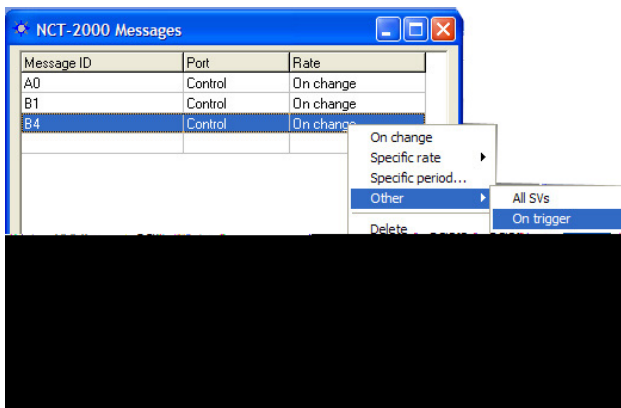 NCT-2000 Messages
Message ID Port Rate
A0 Control On change
B1 Control On change
B4 Control On change
On change
Specific rate
Specific period...
Other
All SVs
On trigger
Delete